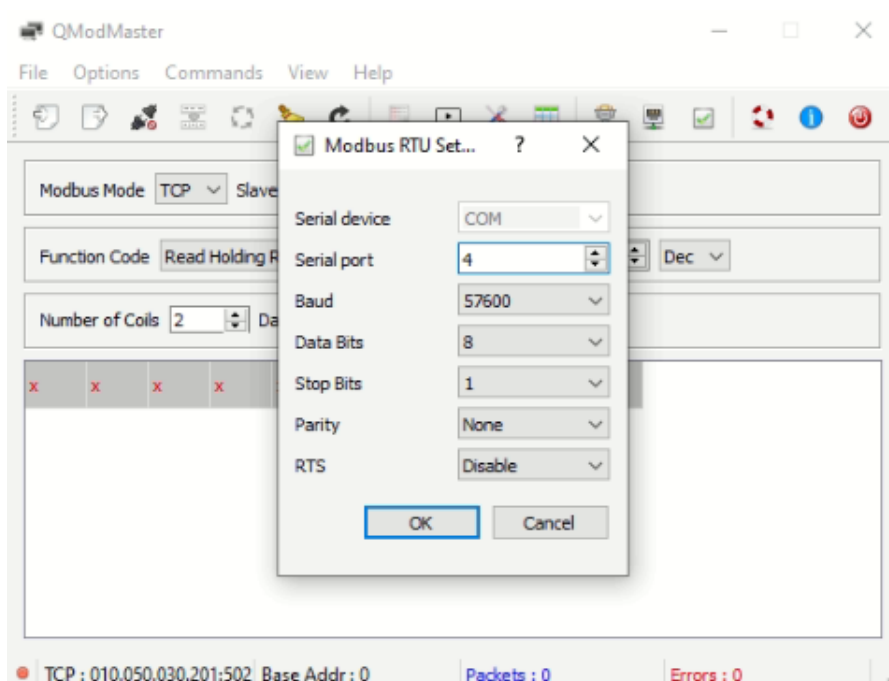 QModMaster
File Options Commands View Help
Modbus RTU Set... ?
Modbus Mode TCP Slave
Serial device COM
Function Code Read Holding R
Serial port 4
Dec
Baud 57600
Number of Coils 2 Da
Data Bits 8
x x x x
Stop Bits 1
Parity None
RTS Disable
OK Cancel
TCP : 010.050.030.201:502 Base Addr : 0 Packets : 0 Errors : 0